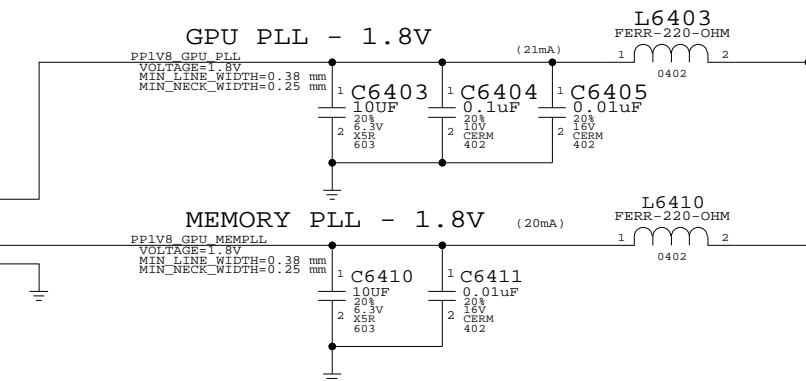 GPU PLL - 1.8V
(21mA)
L6403
FERR-220-OHM
1 2
0402
PP1V8_GPU_PLL
VOLTAGE=1.8V
MIN_LINE_WIDTH=0.38 mm
MIN_NECK_WIDTH=0.25 mm
1 C6403
10UF
20%
6.3V
2 X5R
603
1 C6404
0.1uF
20%
10V
2 CERM
402
1 C6405
0.01uF
20%
16V
2 CERM
402
MEMORY PLL - 1.8V
(20mA)
L6410
FERR-220-OHM
1 2
0402
PP1V8_GPU_MEMPLL
VOLTAGE=1.8V
MIN_LINE_WIDTH=0.38 mm
MIN_NECK_WIDTH=0.25 mm
1 C6410
10UF
20%
6.3V
2 X5R
603
1 C6411
0.01uF
20%
16V
2 CERM
402